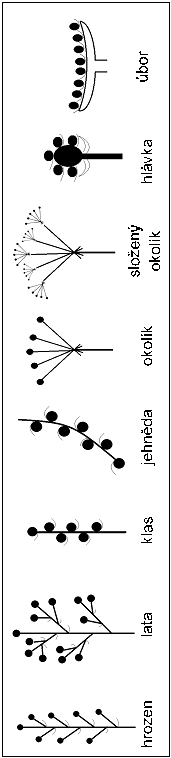 hrozen
lata
klas
jehněda
okolík
složený
okolík
hlávka
úbor